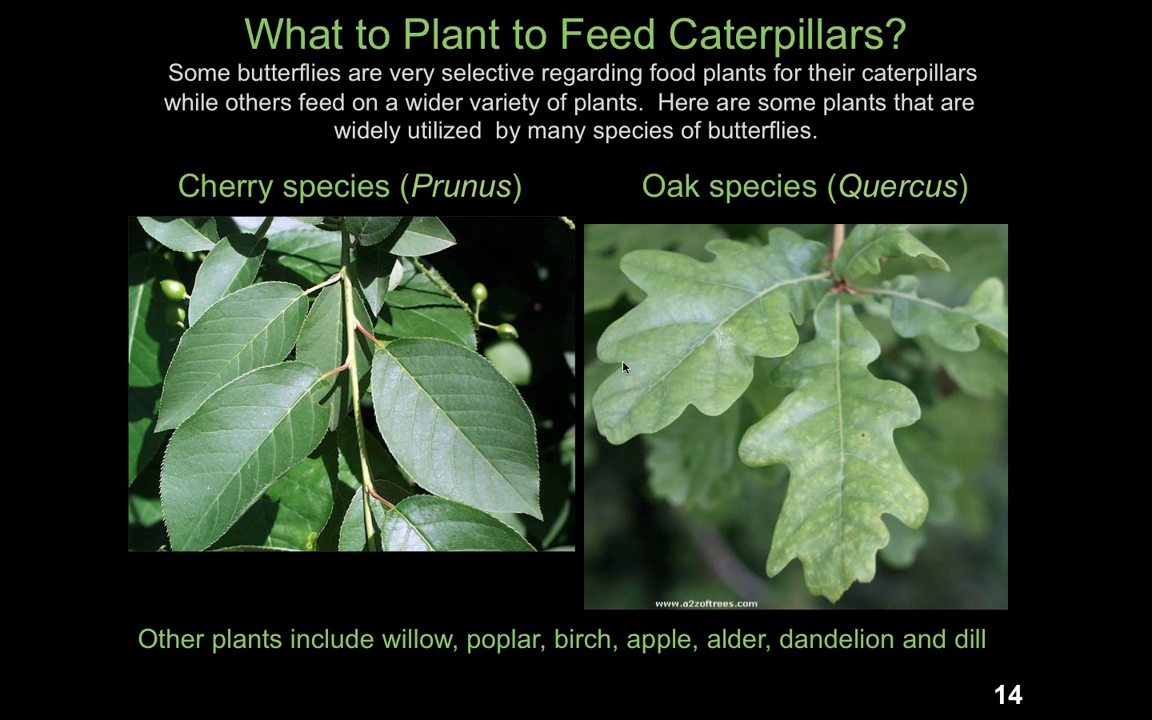 What to Plant to Feed Caterpillars?
Some butterflies are very selective regarding food plants for their caterpillars
while others feed on a wider variety of plants.  Here are some plants that are
widely utilized  by many species of butterflies.
Cherry species (Prunus)
Oak species (Quercus)
www.a2zoftrees.com
Other plants include willow, poplar, birch, apple, alder, dandelion and dill
14